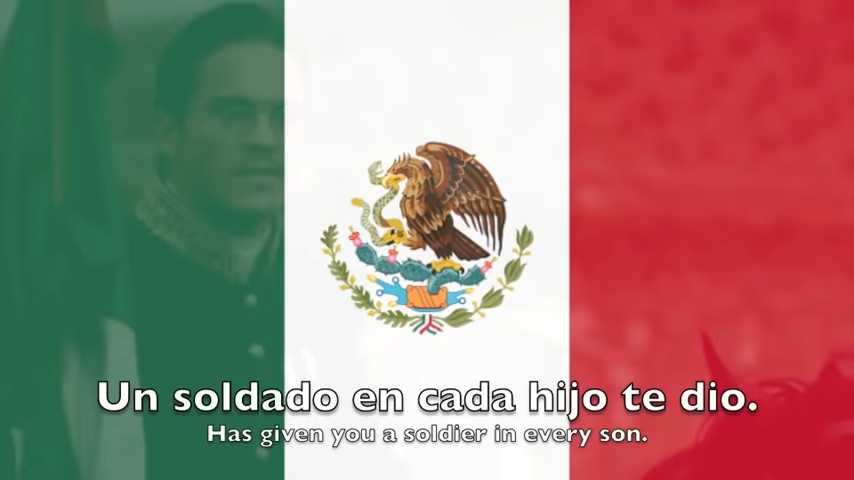 Un soldado en cada hijo te dio.
Has given you a soldier in every son.